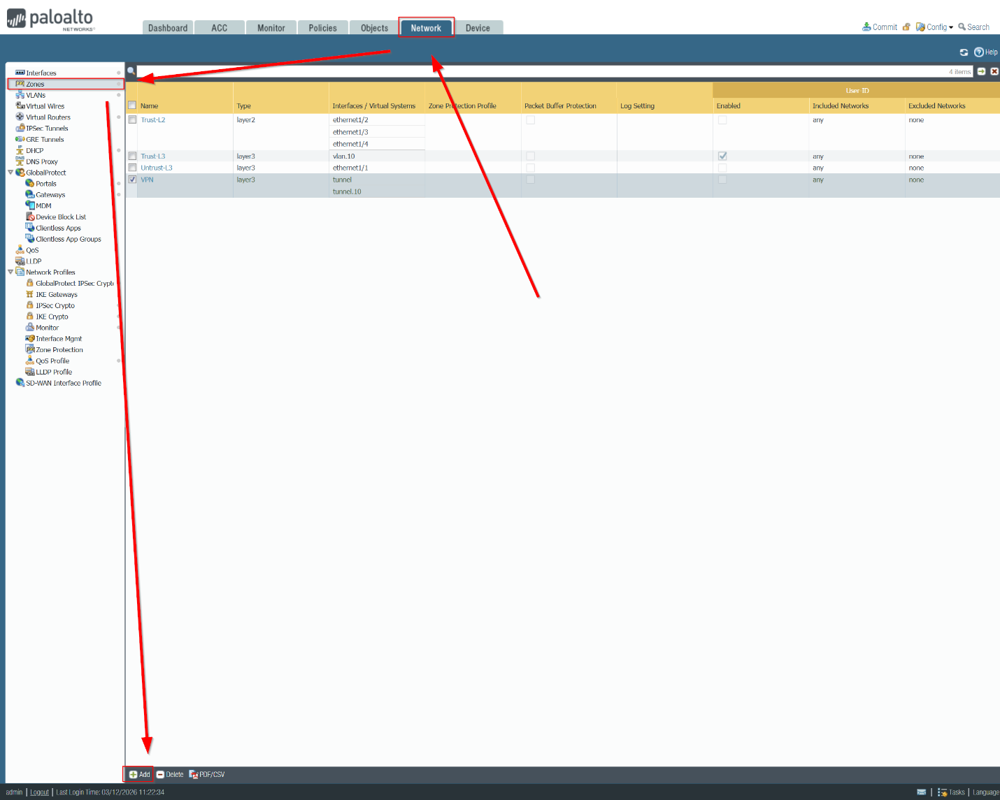 paloalto
NETWORKS
Dashboard ACC Monitor Policies Objects Network Device
Commit Config Search
Help
4 items
Interfaces
Zones
VLANs
Virtual Wires
Virtual Routers
IPSec Tunnels
GRE Tunnels
DHCP
DNS Proxy
GlobalProtect
Portals
Gateways
MDM
Device Block List
Clientless Apps
Clientless App Groups
QoS
LLDP
Network Profiles
GlobalProtect IPSec Crypto
IKE Gateways
IPSec Crypto
IKE Crypto
Monitor
Interface Mgmt
Zone Protection
QoS Profile
LLDP Profile
SD-WAN Interface Profile
User ID
Name Type Interfaces / Virtual Systems Zone Protection Profile Packet Buffer Protection Log Setting Enabled Included Networks Excluded Networks
Trust-L2 layer2 ethernet1/2 any none
ethernet1/3
ethernet1/4
Trust-L3 layer3 vlan.10 any none
Untrust-L3 layer3 ethernet1/1 any none
VPN layer3 tunnel any none
tunnel.10
Add Delete PDF/CSV
admin | Logout | Last Login Time: 03/12/2026 11:22:34
Tasks | Language